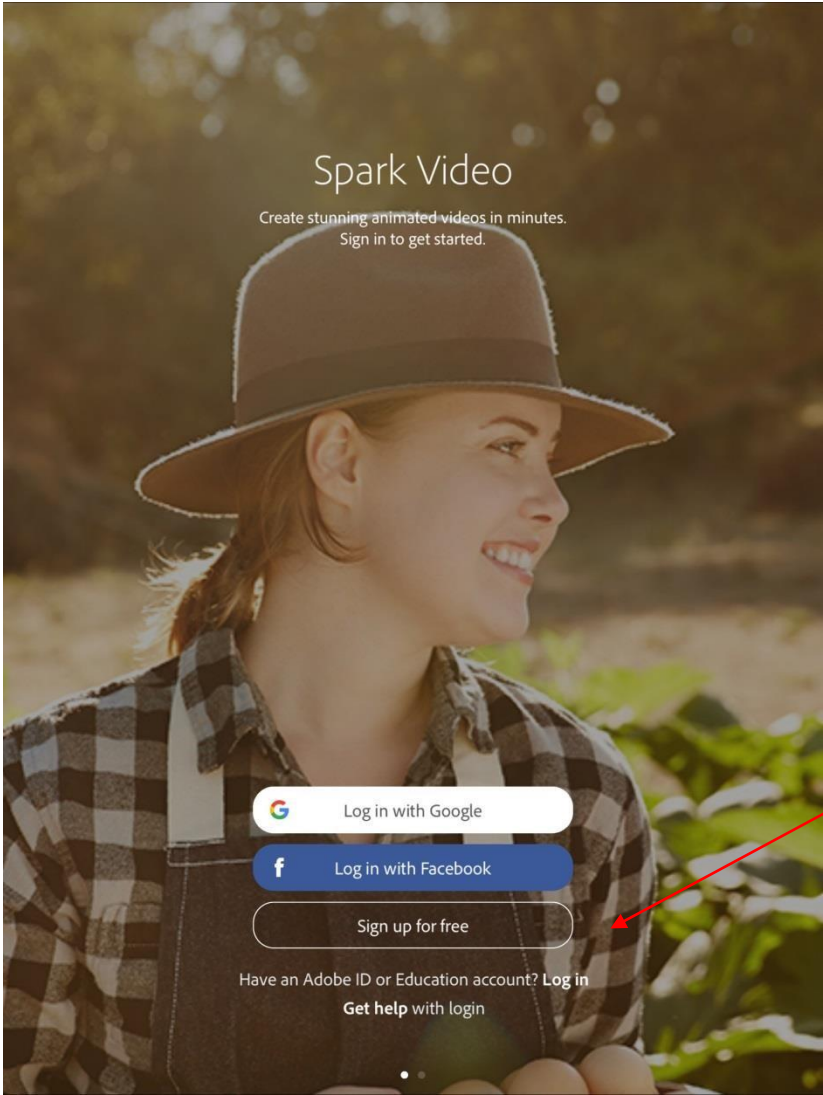 Spark Video
Create stunning animated videos in minutes.
Sign in to get started.
Log in with Google
f Log in with Facebook
Sign up for free
Have an Adobe ID or Education account? Log in
Get help with login